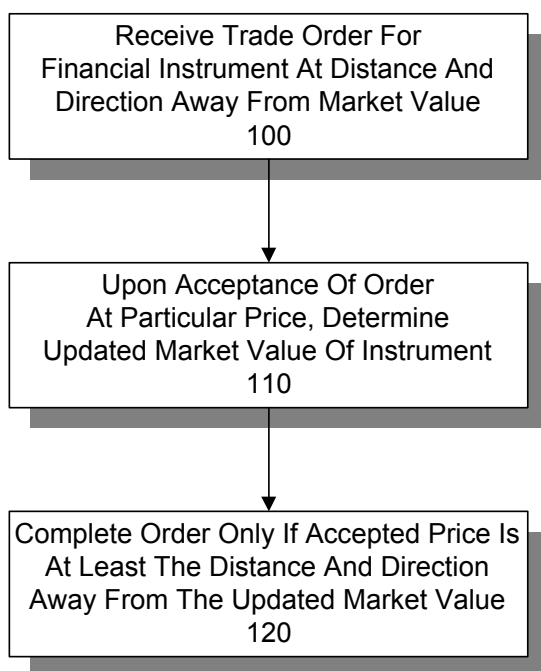 Receive Trade Order For
Financial Instrument At Distance And
Direction Away From Market Value
100
Upon Acceptance Of Order
At Particular Price, Determine
Updated Market Value Of Instrument
110
Complete Order Only If Accepted Price Is
At Least The Distance And Direction
Away From The Updated Market Value
120